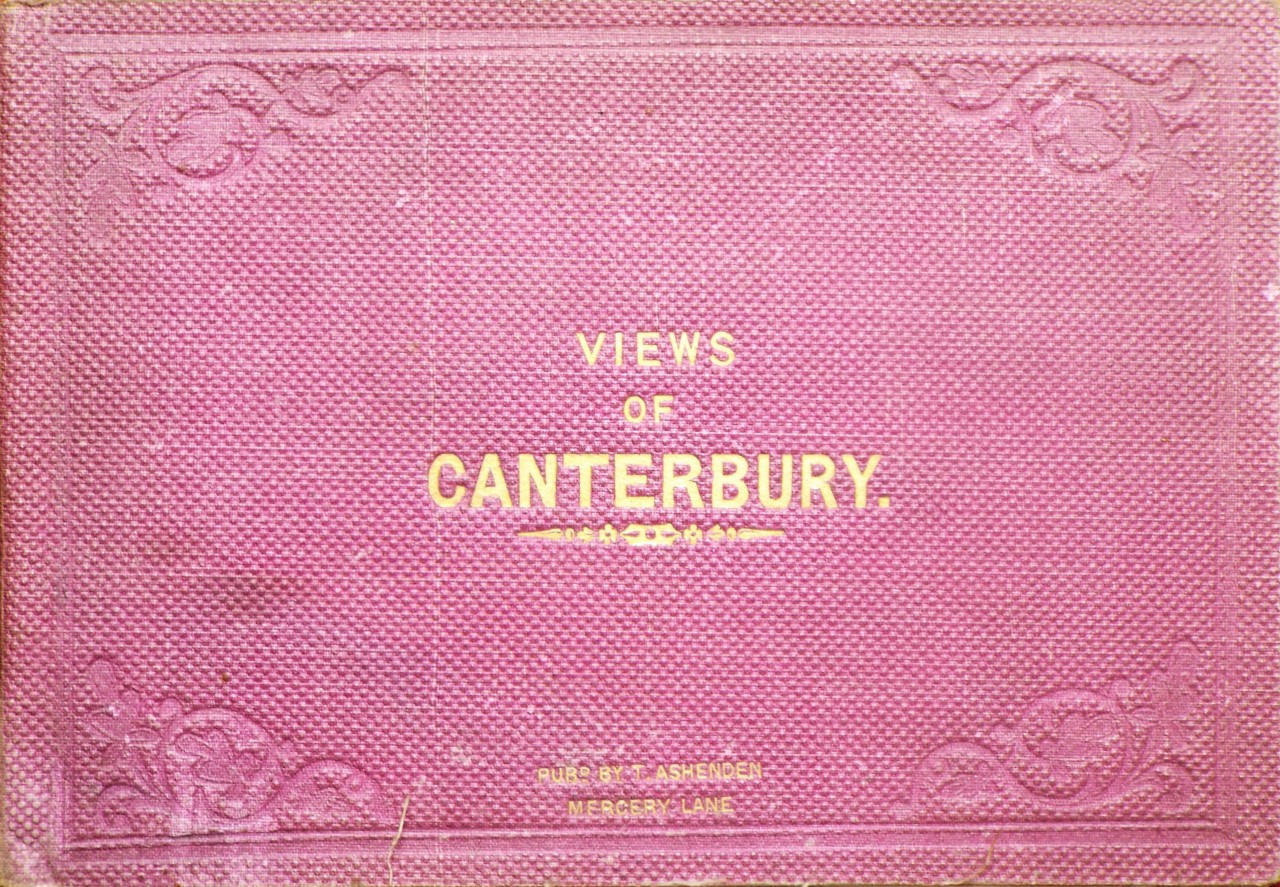 VIEWS
OF
CANTERBURY.
PUBD BY T. ASHENDEN
MERCERY LANE